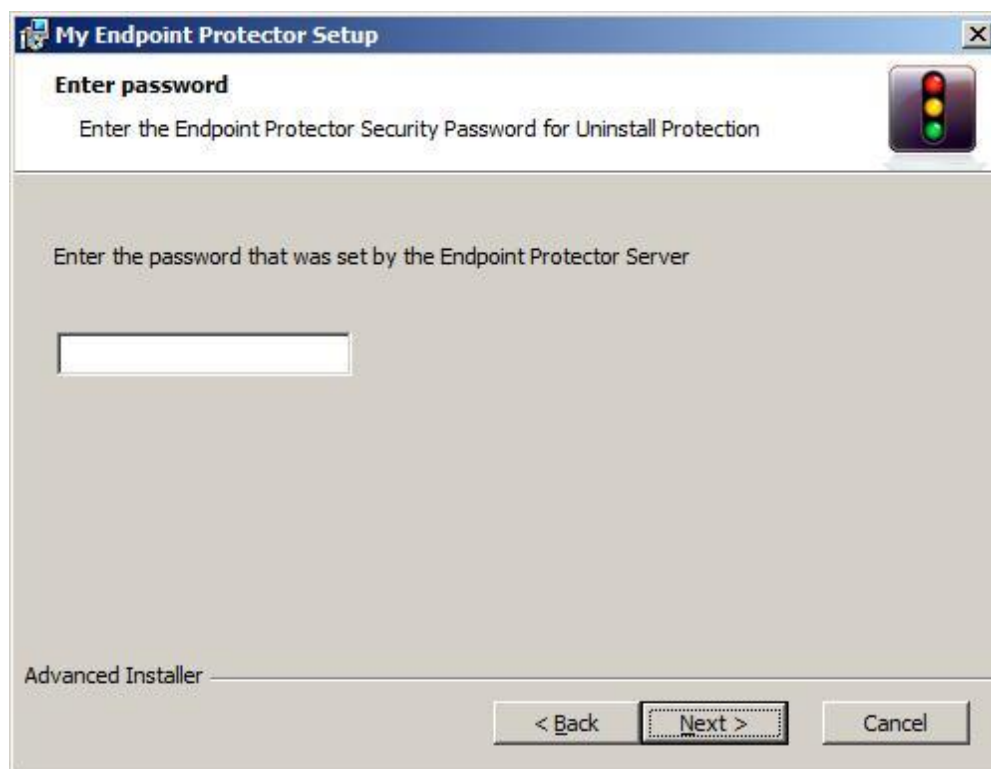 My Endpoint Protector Setup
Enter password
Enter the Endpoint Protector Security Password for Uninstall Protection
Enter the password that was set by the Endpoint Protector Server
Advanced Installer
< Back
Next >
Cancel